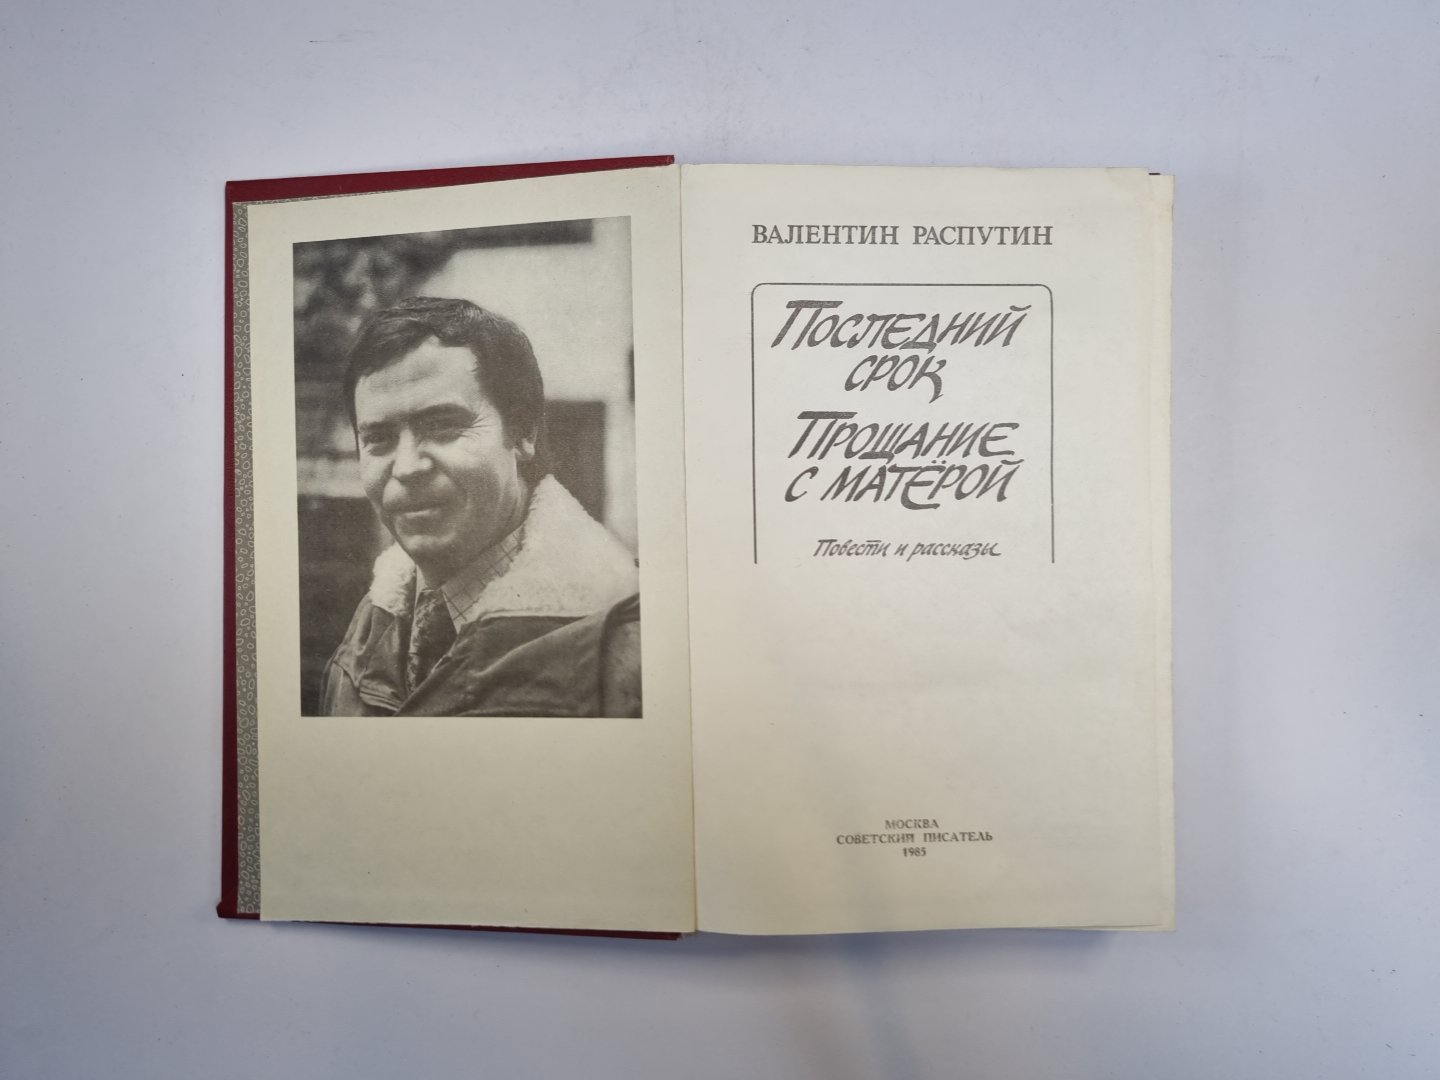 ВАЛЕНТИН РАСПУТИН
ПОСЛЕДНИЙ
СРОК
ПРОЩАНИЕ
С МАТЁРОЙ
Повести и рассказы
МОСКВА
СОВЕТСКИЙ ПИСАТЕЛЬ
1985